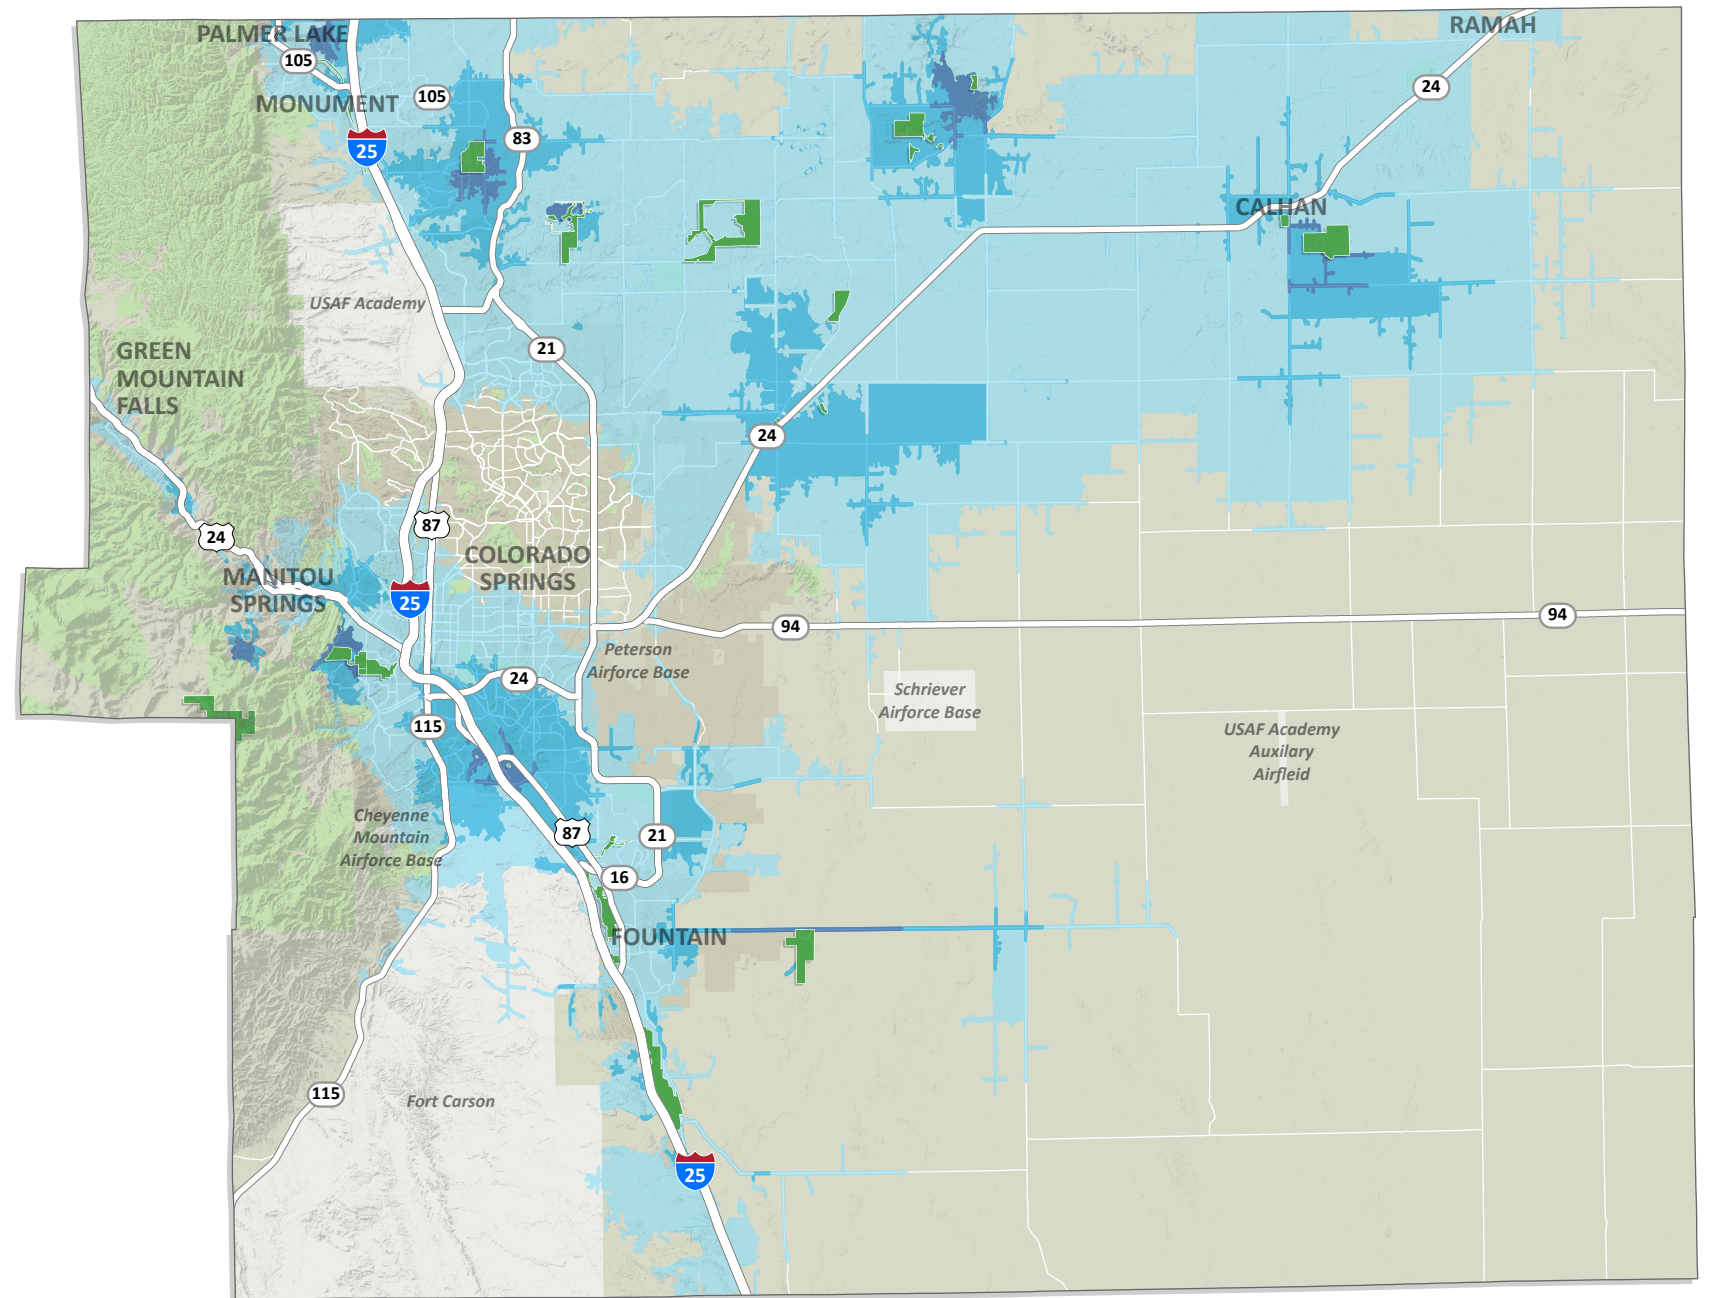 PALMER LAKE
RAMAH
105
24
MONUMENT
105
83
25
CALHAN
USAF Academy
21
GREEN
MOUNTAIN
FALLS
24
87
24
COLORADO
SPRINGS
MANITOU
SPRINGS
25
94
94
Peterson
Airforce Base
24
Schriever
Airforce Base
115
USAF Academy
Auxilary
Airfleid
Cheyenne
Mountain
Airforce Base
87
21
16
FOUNTAIN
115
Fort Carson
25